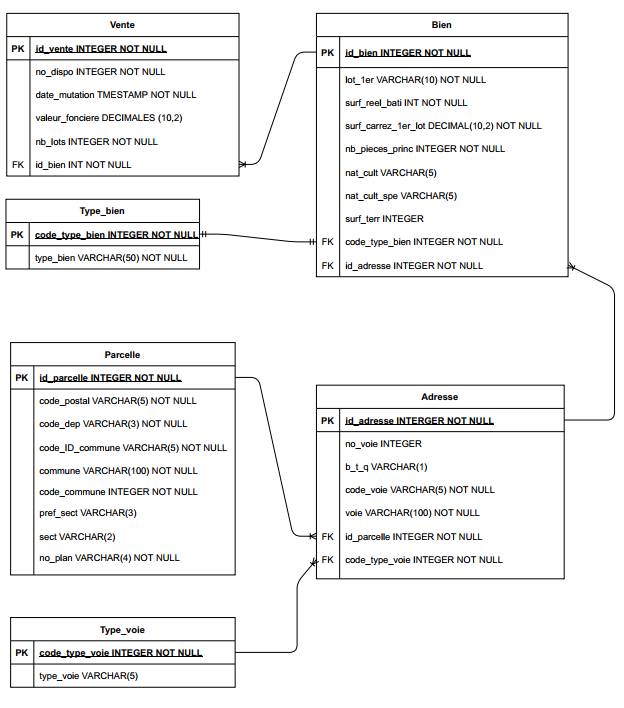 Vente
PK id_vente INTEGER NOT NULL
no_dispo INTEGER NOT NULL
date_mutation TMESTAMP NOT NULL
valeur_fonciere DECIMALES (10,2)
nb_lots INTEGER NOT NULL
FK id_bien INT NOT NULL
Bien
PK id_bien INTEGER NOT NULL
lot_1er VARCHAR(10) NOT NULL
surf_reel_bati INT NOT NULL
surf_carrez_1er_lot DECIMAL(10,2) NOT NULL
nb_pieces_princ INTEGER NOT NULL
nat_cult VARCHAR(5)
nat_cult_spe VARCHAR(5)
surf_terr INTEGER
FK code_type_bien INTEGER NOT NULL
FK id_adresse INTEGER NOT NULL
Type_bien
PK code_type_bien INTEGER NOT NULL
type_bien VARCHAR(50) NOT NULL
Parcelle
PK id_parcelle INTEGER NOT NULL
code_postal VARCHAR(5) NOT NULL
code_dep VARCHAR(3) NOT NULL
code_ID_commune VARCHAR(5) NOT NULL
commune VARCHAR(100) NOT NULL
code_commune INTEGER NOT NULL
pref_sect VARCHAR(3)
sect VARCHAR(2)
no_plan VARCHAR(4) NOT NULL
Adresse
PK id_adresse INTERGER NOT NULL
no_voie INTEGER
b_t_q VARCHAR(1)
code_voie VARCHAR(5) NOT NULL
voie VARCHAR(100) NOT NULL
FK id_parcelle INTEGER NOT NULL
FK code_type_voie INTEGER NOT NULL
Type_voie
PK code_type_voie INTEGER NOT NULL
type_voie VARCHAR(5)